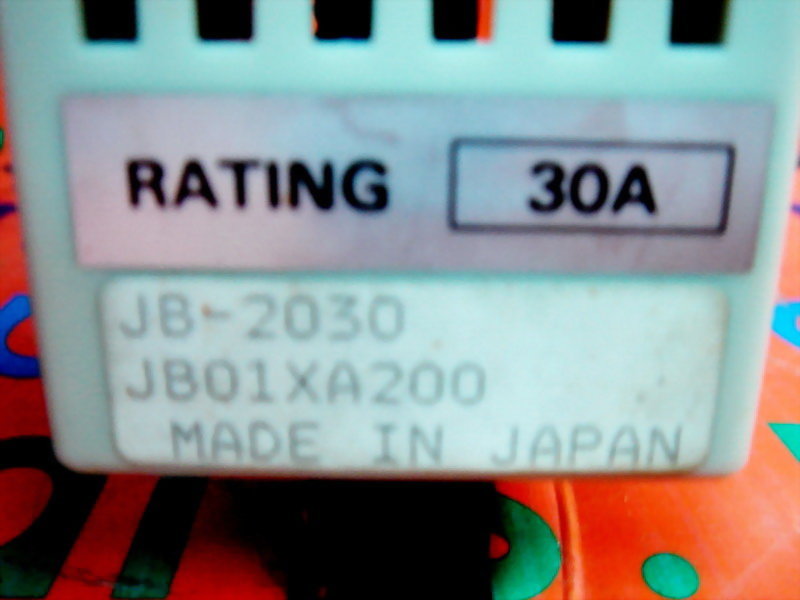 RATING 30A
JB-2030
JB01XA200
MADE IN JAPAN